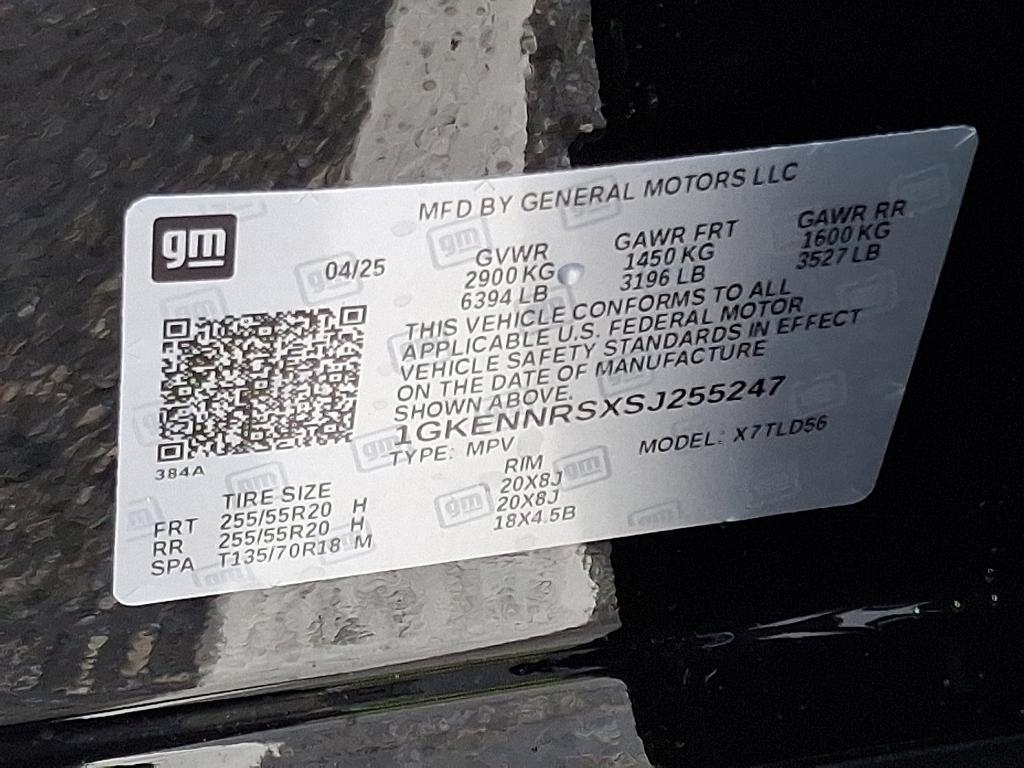 MFD BY GENERAL MOTORS LLC
gm
04/25
GVWR
2900 KG
6394 LB
GAWR FRT
1450 KG
3196 LB
GAWR RR
1600 KG
3527 LB
THIS VEHICLE CONFORMS TO ALL
APPLICABLE U.S. FEDERAL MOTOR
VEHICLE SAFETY STANDARDS IN EFFECT
ON THE DATE OF MANUFACTURE
SHOWN ABOVE.
1GKENNRSXSJ255247
TYPE: MPV
MODEL: X7TLD56
384A
TIRE SIZE
RIM
FRT 255/55R20 H 20X8J
RR 255/55R20 H 20X8J
SPA T135/70R18 M 18X4.5B